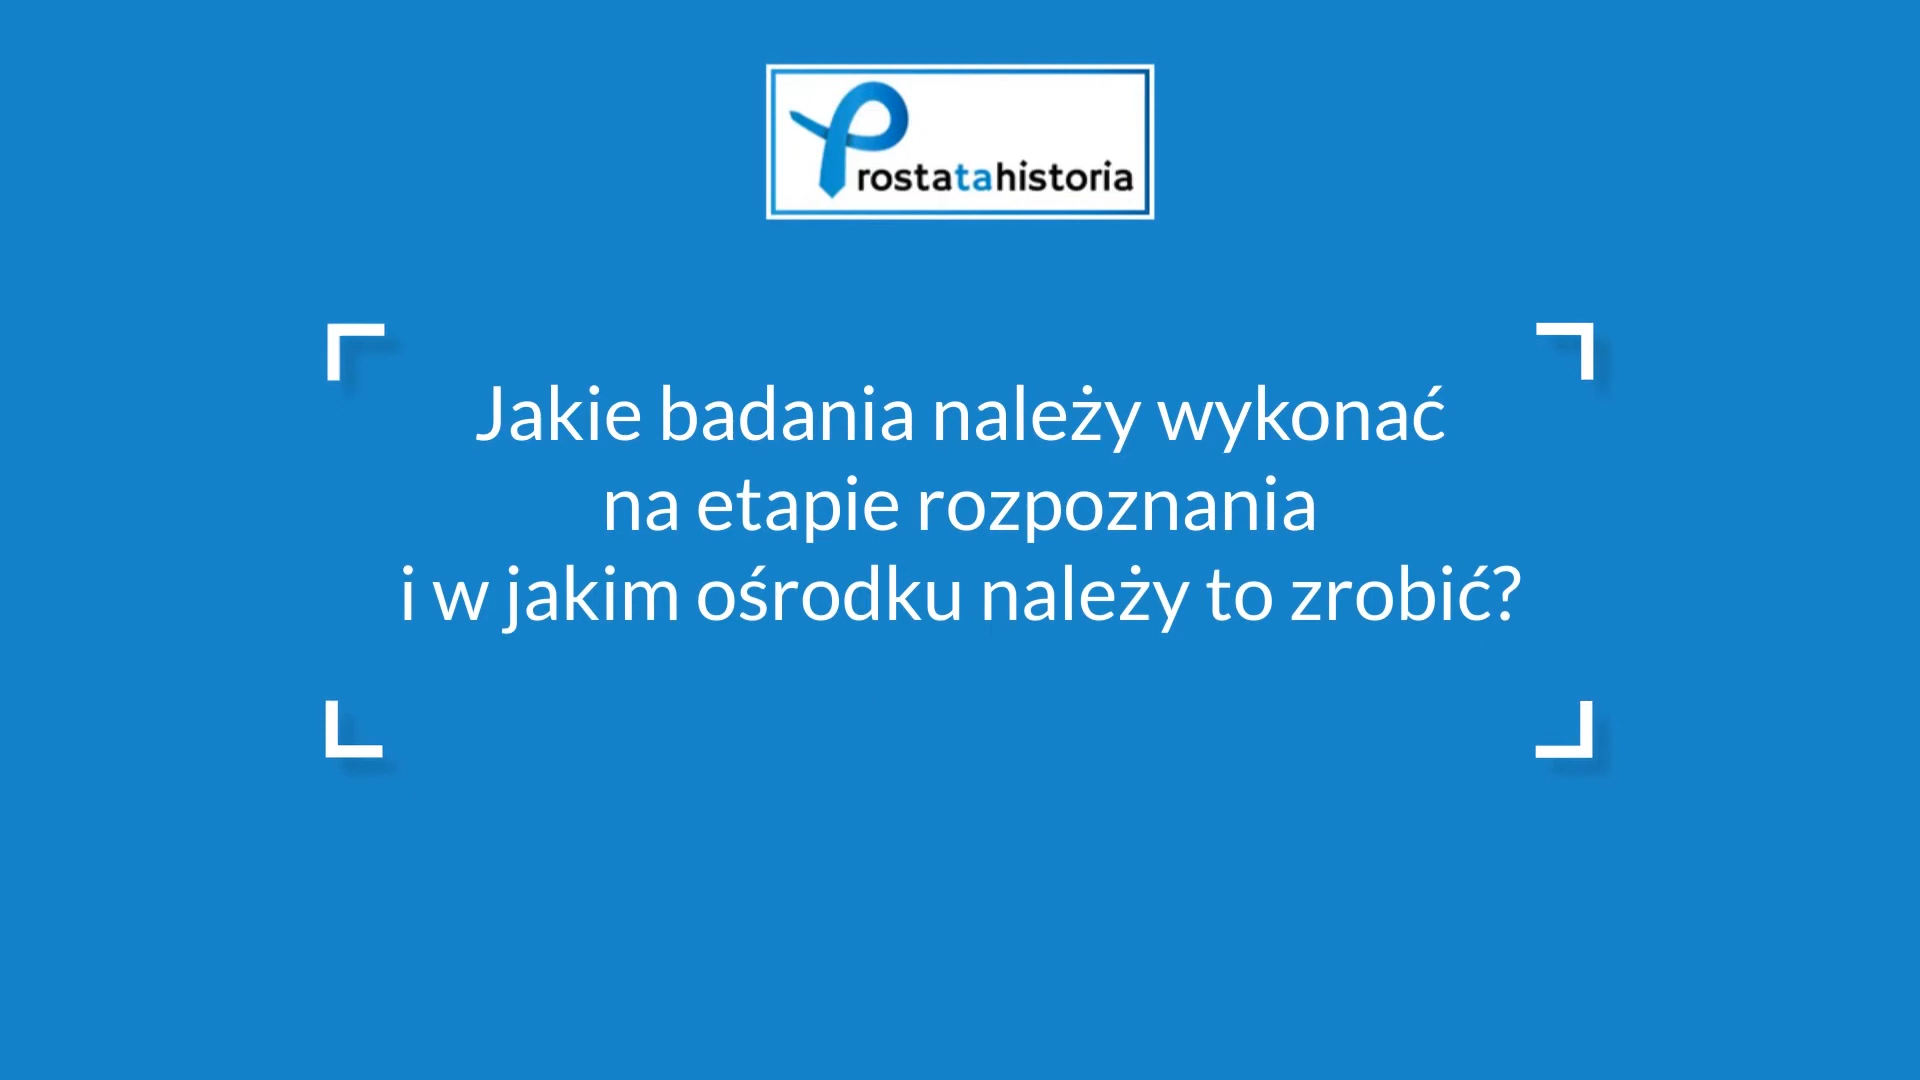 Prostatahistoria
Jakie badania należy wykonać
na etapie rozpoznania
i w jakim ośrodku należy to zrobić?